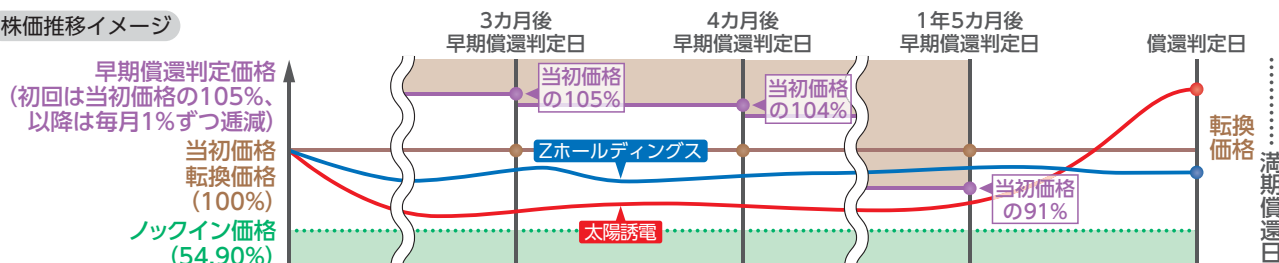 株価推移イメージ
3カ月後
早期償還判定日
4カ月後
早期償還判定日
1年5カ月後
早期償還判定日
償還判定日
早期償還判定価格
(初回は当初価格の105%、
以降は毎月1%ずつ逓減)
当初価格
の105%
当初価格
の104%
当初価格
転換価格
(100%)
Zホールディングス
転換
価格
当初価格
の91%
ノックイン価格
(54.90%)
太陽誘電
満期償還日